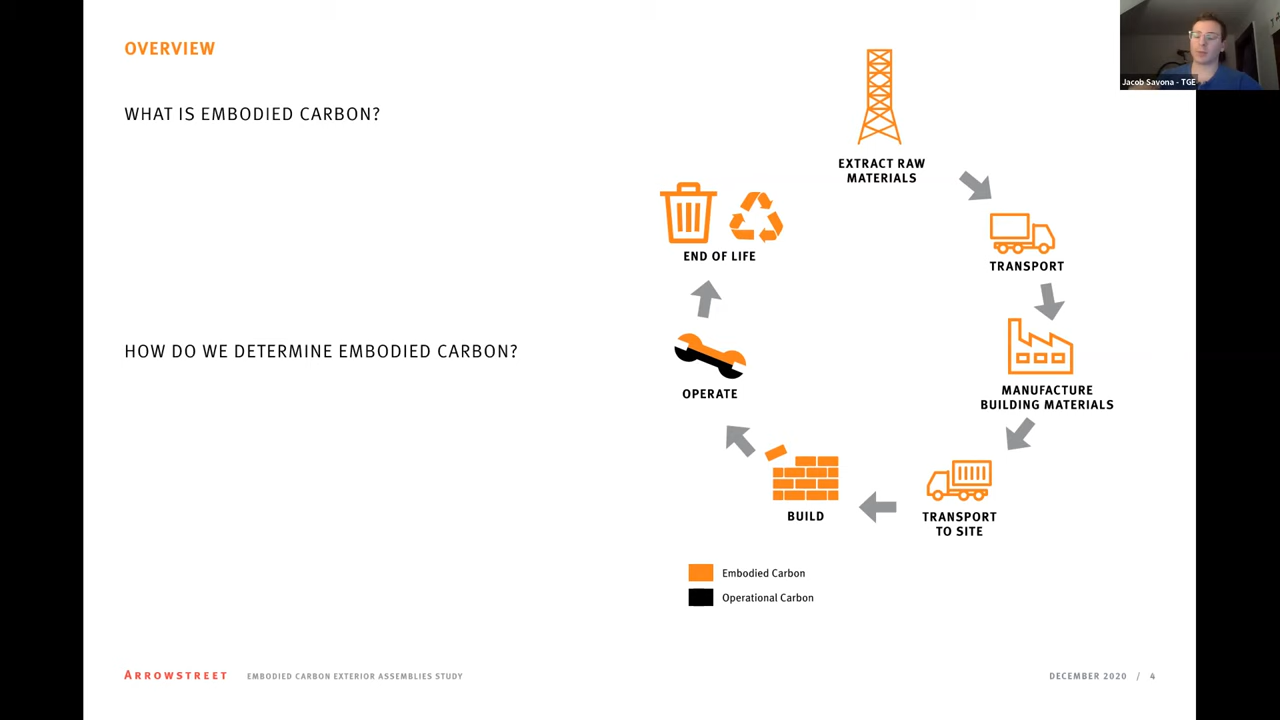 OVERVIEW
WHAT IS EMBODIED CARBON?
HOW DO WE DETERMINE EMBODIED CARBON?
EXTRACT RAW
MATERIALS
TRANSPORT
MANUFACTURE
BUILDING MATERIALS
TRANSPORT
TO SITE
BUILD
OPERATE
END OF LIFE
Embodied Carbon
Operational Carbon
ARROWSTREET
EMBODIED CARBON EXTERIOR ASSEMBLIES STUDY
DECEMBER 2020 / 4
Jacob Savona - TGE